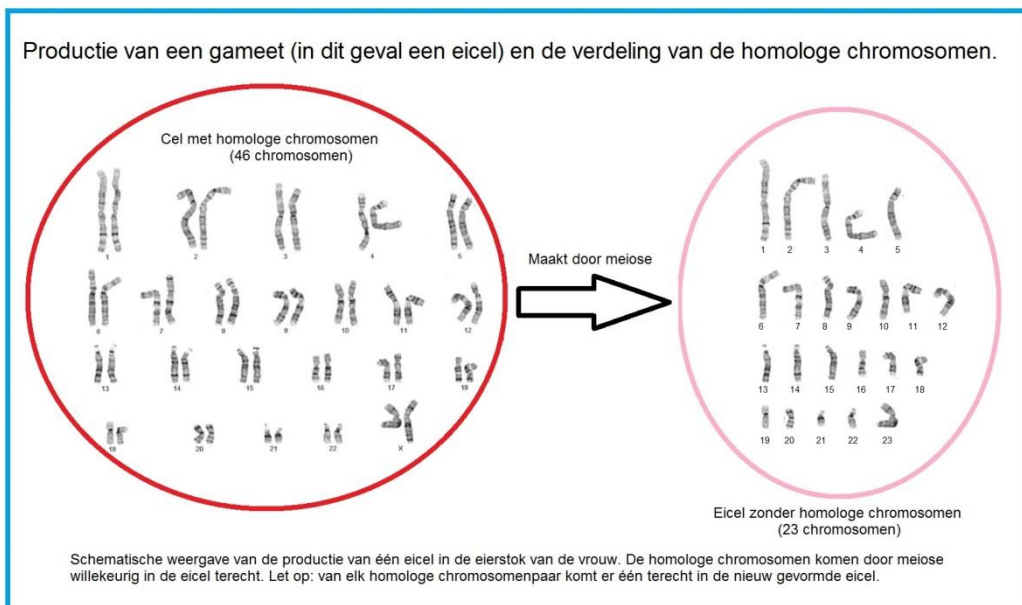 Productie van een gameet (in dit geval een eicel) en de verdeling van de homologe chromosomen.
Cel met homologe chromosomen
(46 chromosomen)
1 2 3 4 5
6 7 8 9 10 11 12
13 14 15 16 17 18
19 20 21 22 X
Maakt door meiose
1 2 3 4 5
6 7 8 9 10 11 12
13 14 15 16 17 18
19 20 21 22 23
Eicel zonder homologe chromosomen
(23 chromosomen)
Schematische weergave van de productie van één eicel in de eierstok van de vrouw. De homologe chromosomen komen door meiose
willekeurig in de eicel terecht. Let op: van elk homologe chromosomenpaar komt er één terecht in de nieuw gevormde eicel.